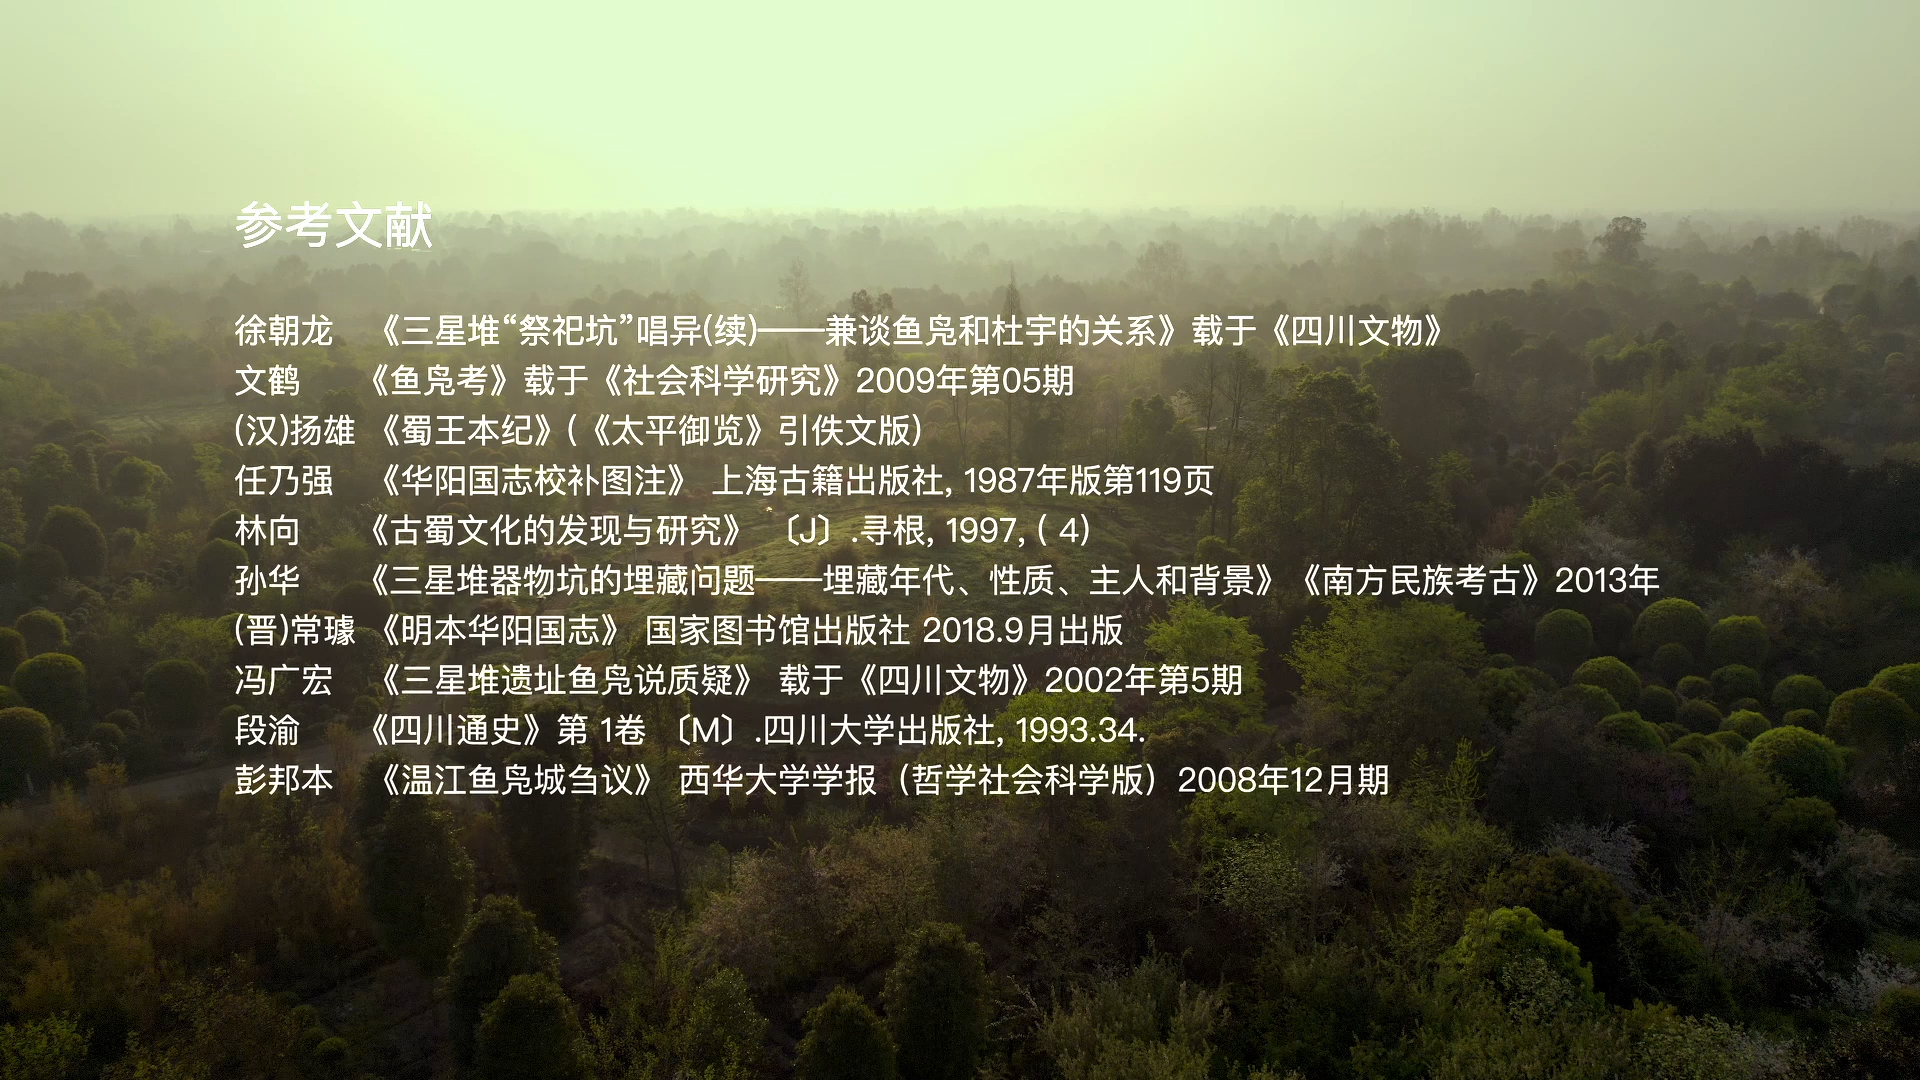 参考文献
徐朝龙 《三星堆“祭祀坑”唱异(续)——兼谈鱼凫和杜宇的关系》载于《四川文物》
文鹤 《鱼凫考》载于《社会科学研究》2009年第05期
(汉)扬雄 《蜀王本纪》(《太平御览》引佚文版)
任乃强 《华阳国志校补图注》 上海古籍出版社, 1987年版第119页
林向 《古蜀文化的发现与研究》 〔J〕.寻根, 1997, ( 4)
孙华 《三星堆器物坑的埋藏问题——埋藏年代、性质、主人和背景》《南方民族考古》2013年
(晋)常璩 《明本华阳国志》 国家图书馆出版社 2018.9月出版
冯广宏 《三星堆遗址鱼凫说质疑》 载于《四川文物》2002年第5期
段渝 《四川通史》第 1卷 〔M〕.四川大学出版社, 1993.34.
彭邦本 《温江鱼凫城刍议》 西华大学学报（哲学社会科学版）2008年12月期